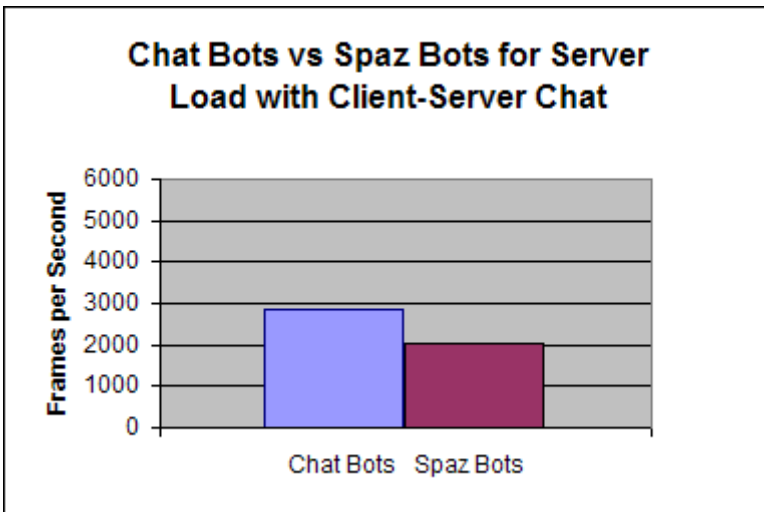 Chat Bots vs Spaz Bots for Server
Load with Client-Server Chat
Frames per Second
6000
5000
4000
3000
2000
1000
0
Chat Bots Spaz Bots